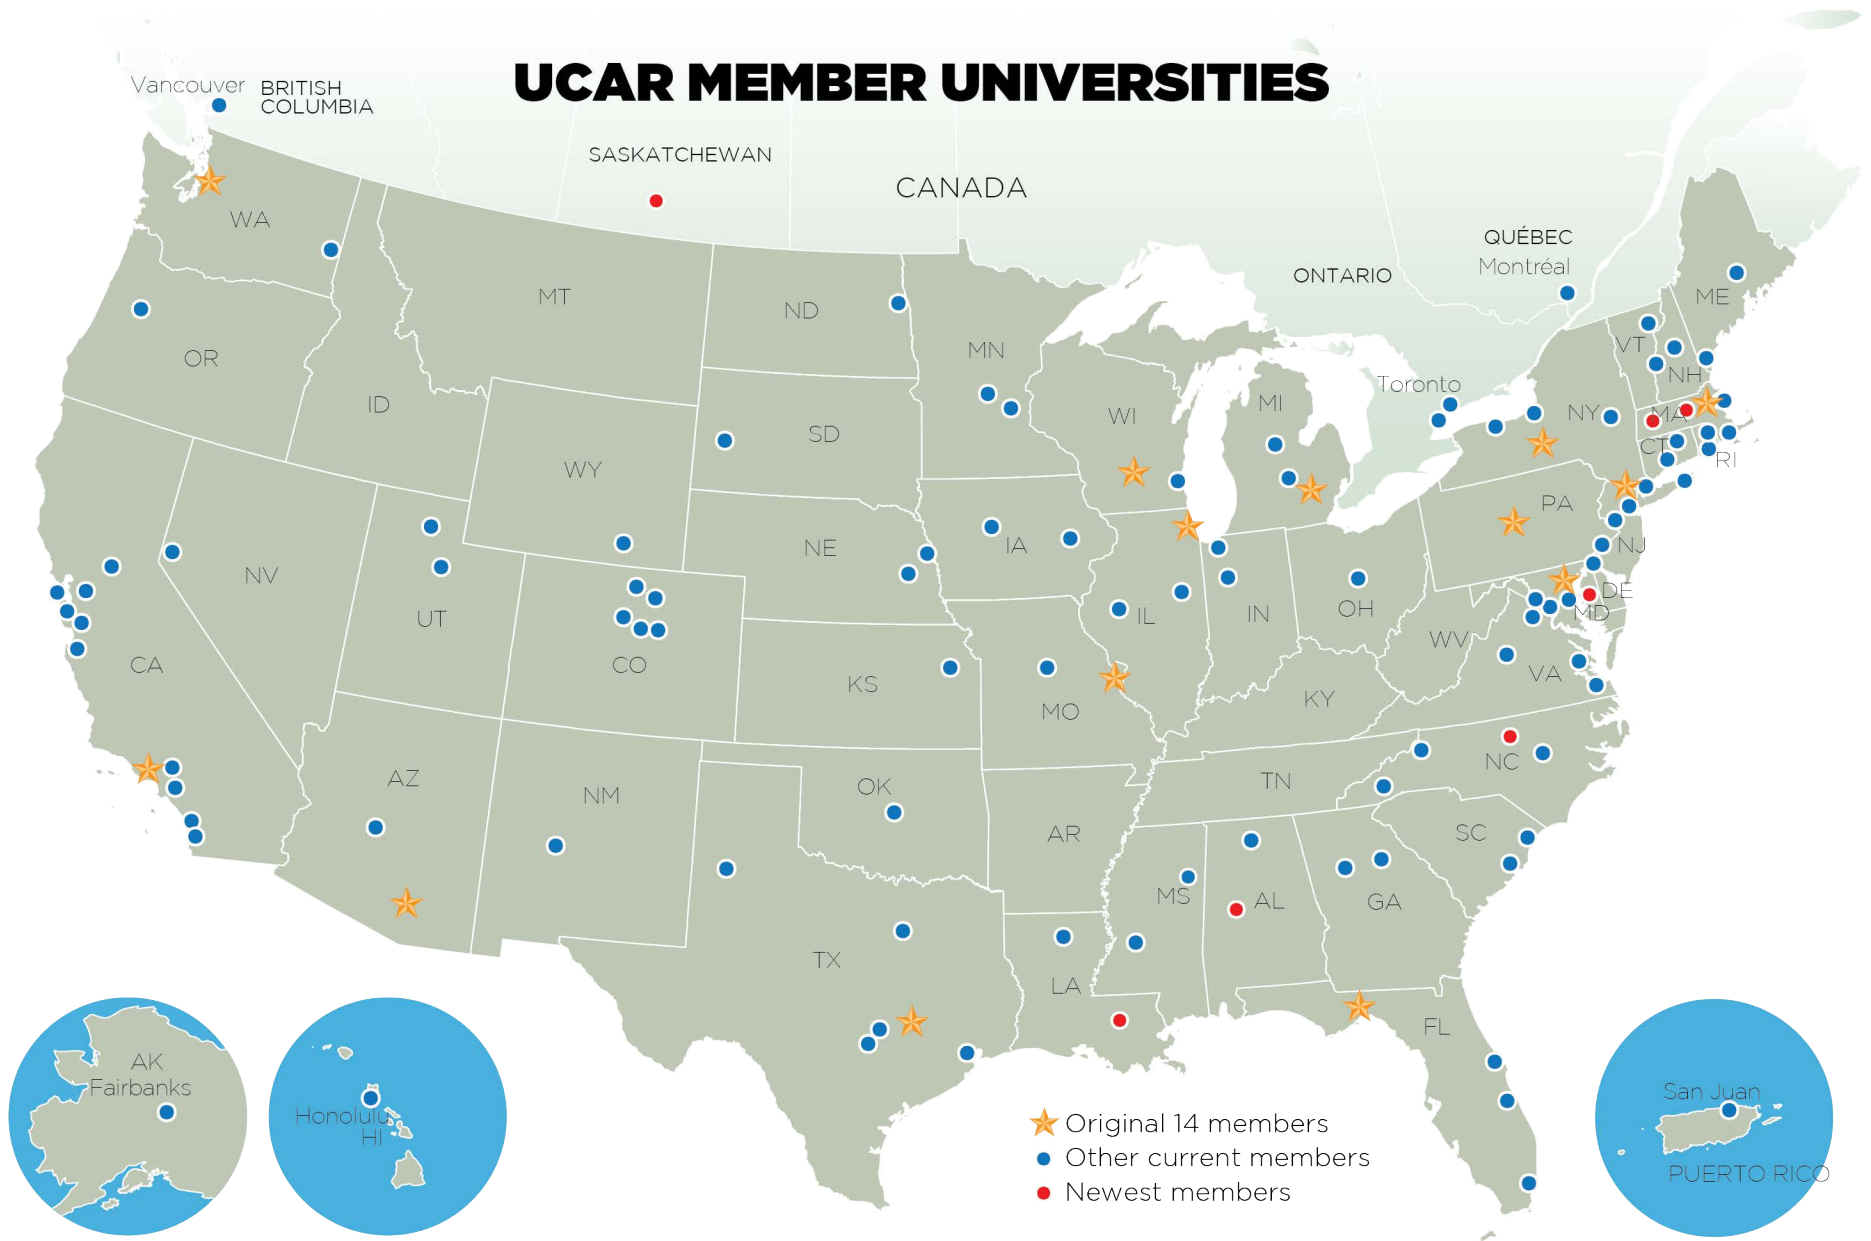 UCAR MEMBER UNIVERSITIES
Vancouver
BRITISH
COLUMBIA
SASKATCHEWAN
CANADA
QUÉBEC
Montréal
ONTARIO
Toronto
WA
MT
ND
MN
ME
OR
ID
SD
WI
MI
NY
VT
NH
MA
CT
RI
WY
NE
IA
PA
NJ
NV
UT
CO
CA
KS
MO
IL
IN
OH
WV
DE
MD
VA
KY
AZ
NM
OK
AR
TN
NC
SC
TX
LA
MS
AL
GA
FL
AK
Fairbanks
Honolulu
HI
San Juan
PUERTO RICO
Original 14 members
Other current members
Newest members